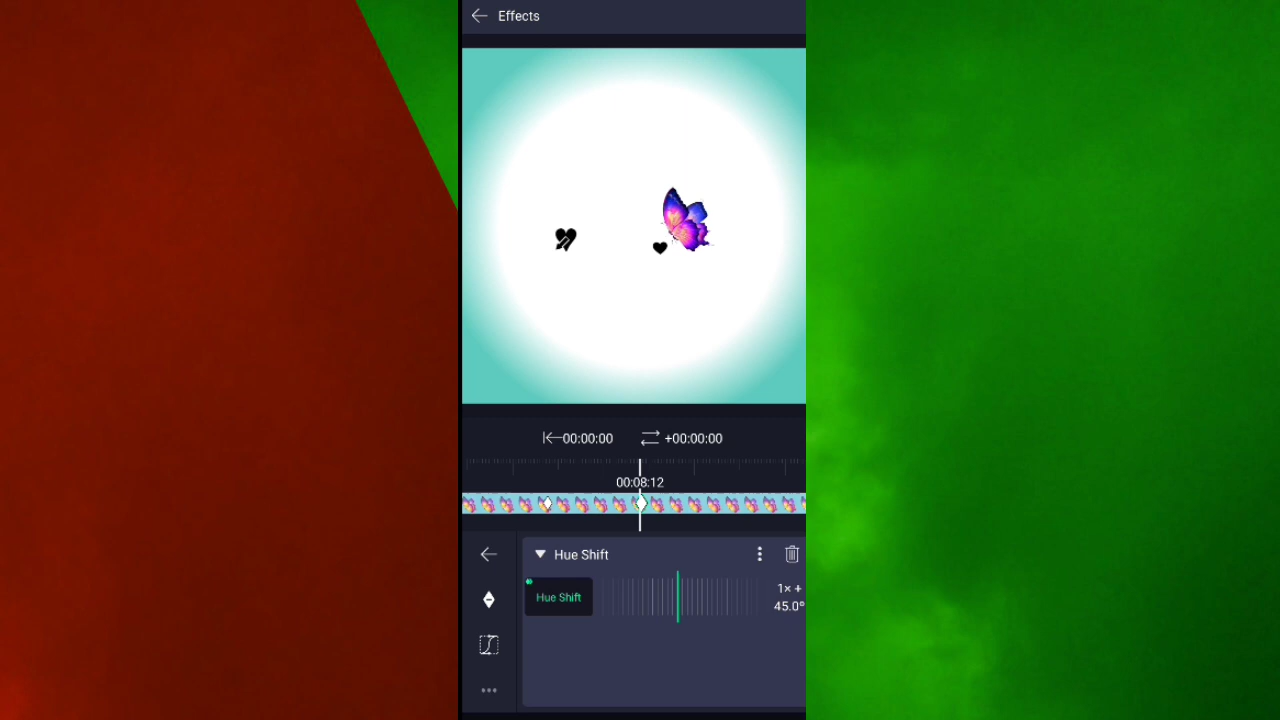 Effects
00:00:00
+00:00:00
00:08:12
Hue Shift
Hue Shift
1× +
45.0°